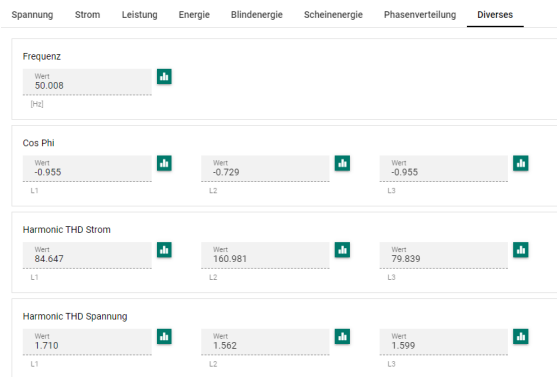 Spannung Strom Leistung Energie Blindenergie Scheinenergie Phasenverteilung Diverses
Frequenz
Wert
50.008
[Hz]
Cos Phi
Wert Wert Wert
-0.955 -0.729 -0.955
L1 L2 L3
Harmonic THD Strom
Wert Wert Wert
84.647 160.981 79.839
L1 L2 L3
Harmonic THD Spannung
Wert Wert Wert
1.710 1.562 1.599
L1 L2 L3